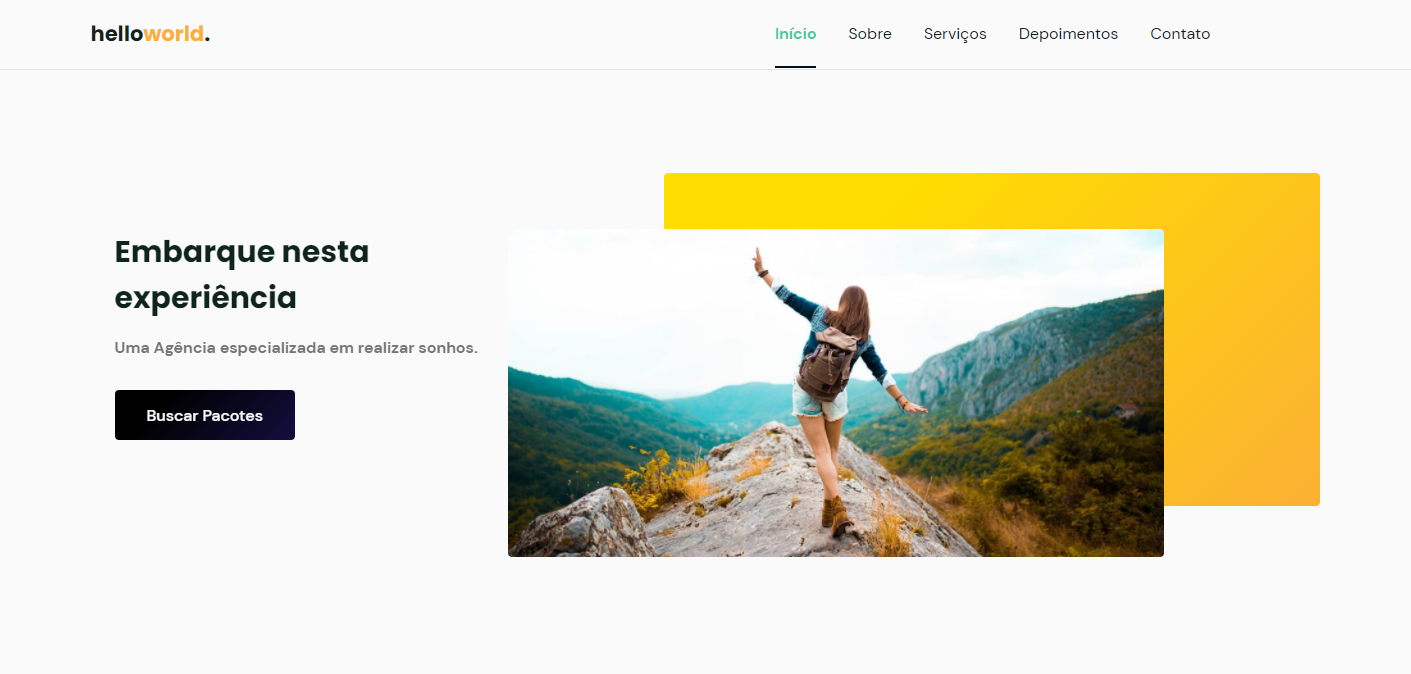 helloworld.
Início Sobre Serviços Depoimentos Contato
Embarque nesta
experiência
Uma Agência especializada em realizar sonhos.
Buscar Pacotes